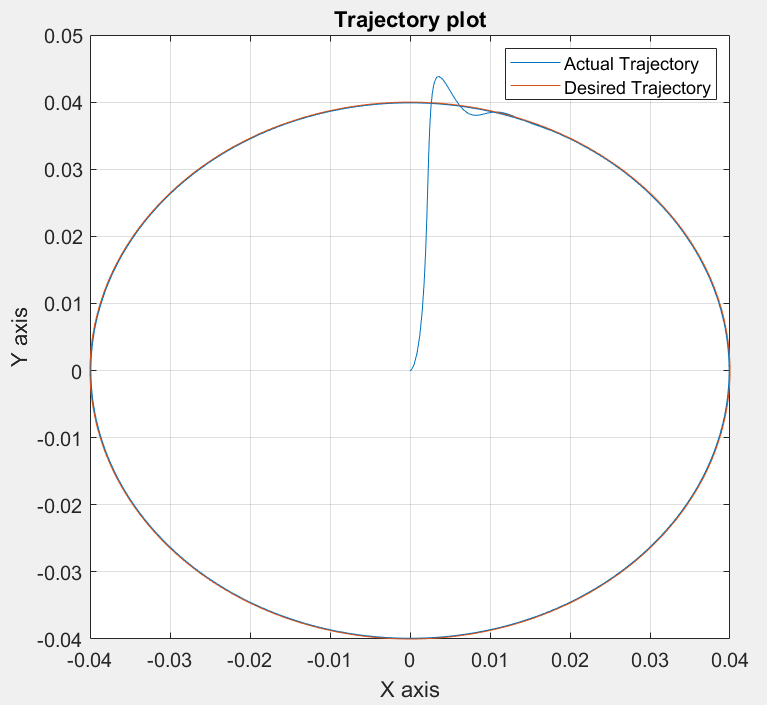 Trajectory plot
Actual Trajectory
Desired Trajectory
0.05
0.04
0.03
0.02
0.01
0
-0.01
-0.02
-0.03
-0.04
Y axis
-0.04 -0.03 -0.02 -0.01 0 0.01 0.02 0.03 0.04
X axis